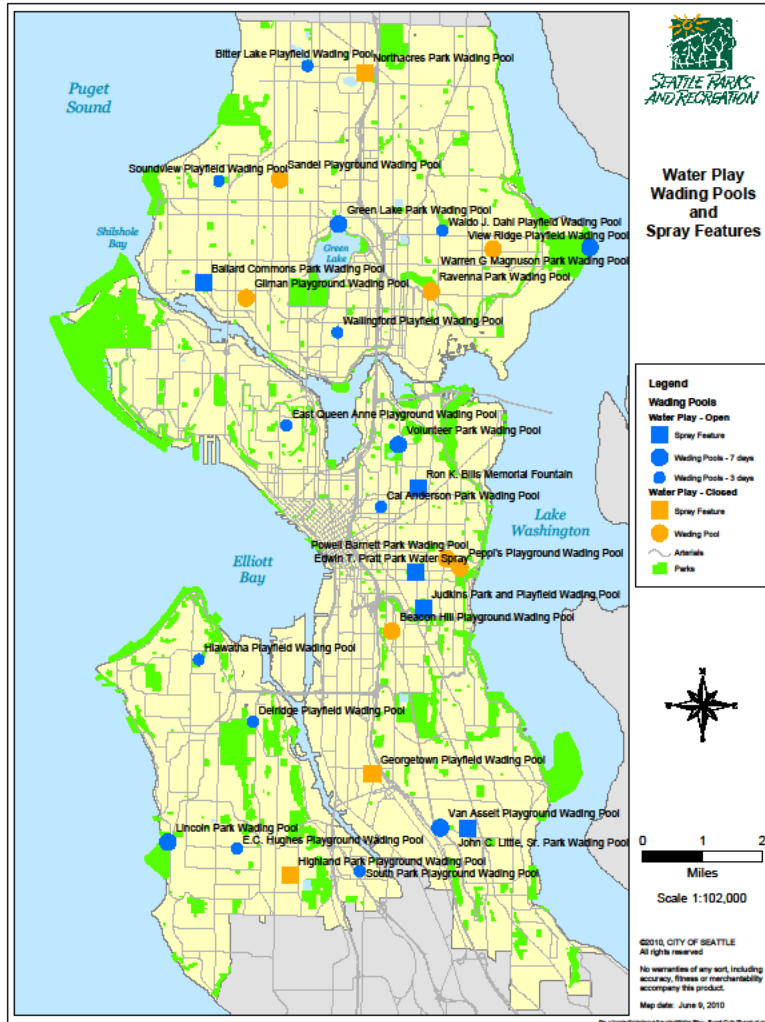 Bitter Lake Playfield Wading Pool
Northacres Park Wading Pool
Puget
Sound
SEATTLE PARKS
AND RECREATION
Water Play
Wading Pools
and
Spray Features
Soundview Playfield Wading Pool
Sandel Playground Wading Pool
Green Lake Park Wading Pool
Waldo J. Dahl Playfield Wading Pool
View Ridge Playfield Wading Pool
Shilshole
Bay
Green
Lake
Warren G Magnuson Park Wading Pool
Ballard Commons Park Wading Pool
Ravenna Park Wading Pool
Gilman Playground Wading Pool
Wallingford Playfield Wading Pool
East Queen Anne Playground Wading Pool
Volunteer Park Wading Pool
Ron K. Bills Memorial Fountain
Cal Anderson Park Wading Pool
Lake
Washington
Powell Barnett Park Wading Pool
Peppi's Playground Wading Pool
Edwin T. Pratt Park Water Spray
Elliott
Bay
Judkins Park and Playfield Wading Pool
Beacon Hill Playground Wading Pool
Hiawatha Playfield Wading Pool
Delridge Playfield Wading Pool
Georgetown Playfield Wading Pool
Van Asselt Playground Wading Pool
Lincoln Park Wading Pool
E.C. Hughes Playground Wading Pool
John C. Little, Sr. Park Wading Pool
Highland Park Playground Wading Pool
South Park Playground Wading Pool
Legend
Wading Pools
Water Play - Open
Spray Feature
Wading Pools - 7 days
Wading Pools - 3 days
Water Play - Closed
Spray Feature
Wading Pool
Arterials
Parks
N
W E
S
0 1 2
Miles
Scale 1:102,000
©2010, CITY OF SEATTLE
All rights reserved
No warranties of any sort, including
accuracy, fitness or merchantability
accompany this product.
Map date: June 9, 2010